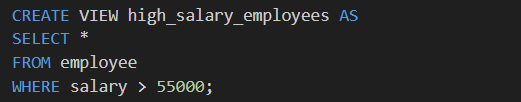 CREATE VIEW high_salary_employees AS
SELECT *
FROM employee
WHERE salary > 55000;